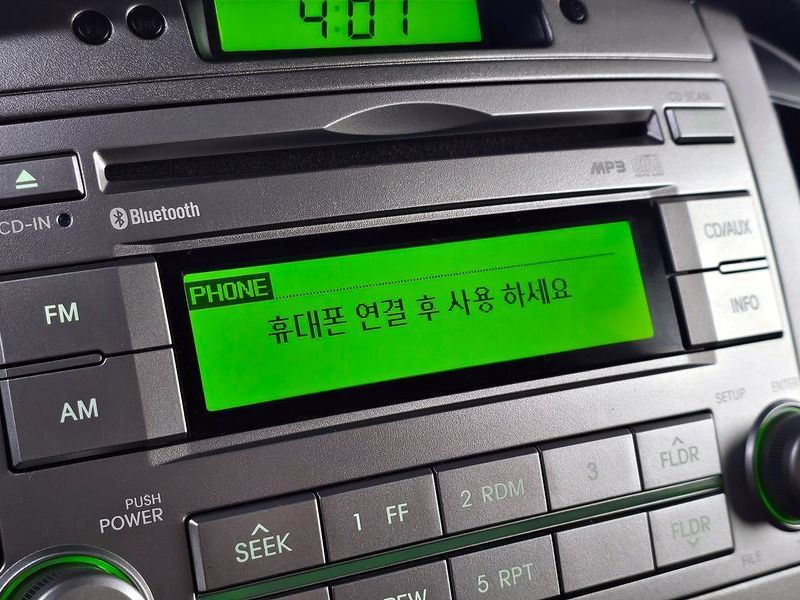 4:01
CD SCAN
MP3
CD-IN
Bluetooth
CD/AUX
PHONE
휴대폰 연결 후 사용 하세요
INFO
FM
AM
SETUP
ENTER
PUSH
POWER
SEEK
1 FF
2 RDM
3
FLDR
5 RPT
6
FLDR
FILE